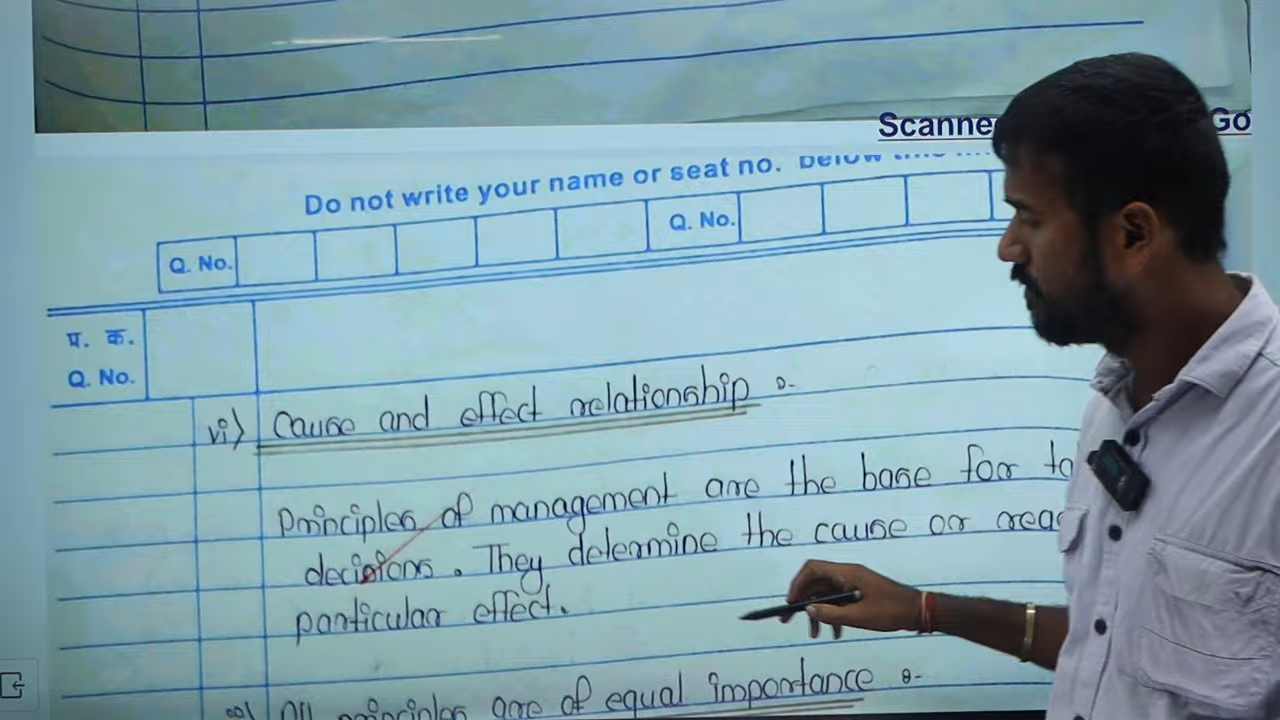 Scanne Go
Do not write your name or seat no. below
Q. No. Q. No.
प्र. क्र.
Q. No.
vi) Cause and effect relationship :-
Principles of management are the base for
decisions. They determine the cause or
particular effect.
All principles are of equal importance :-